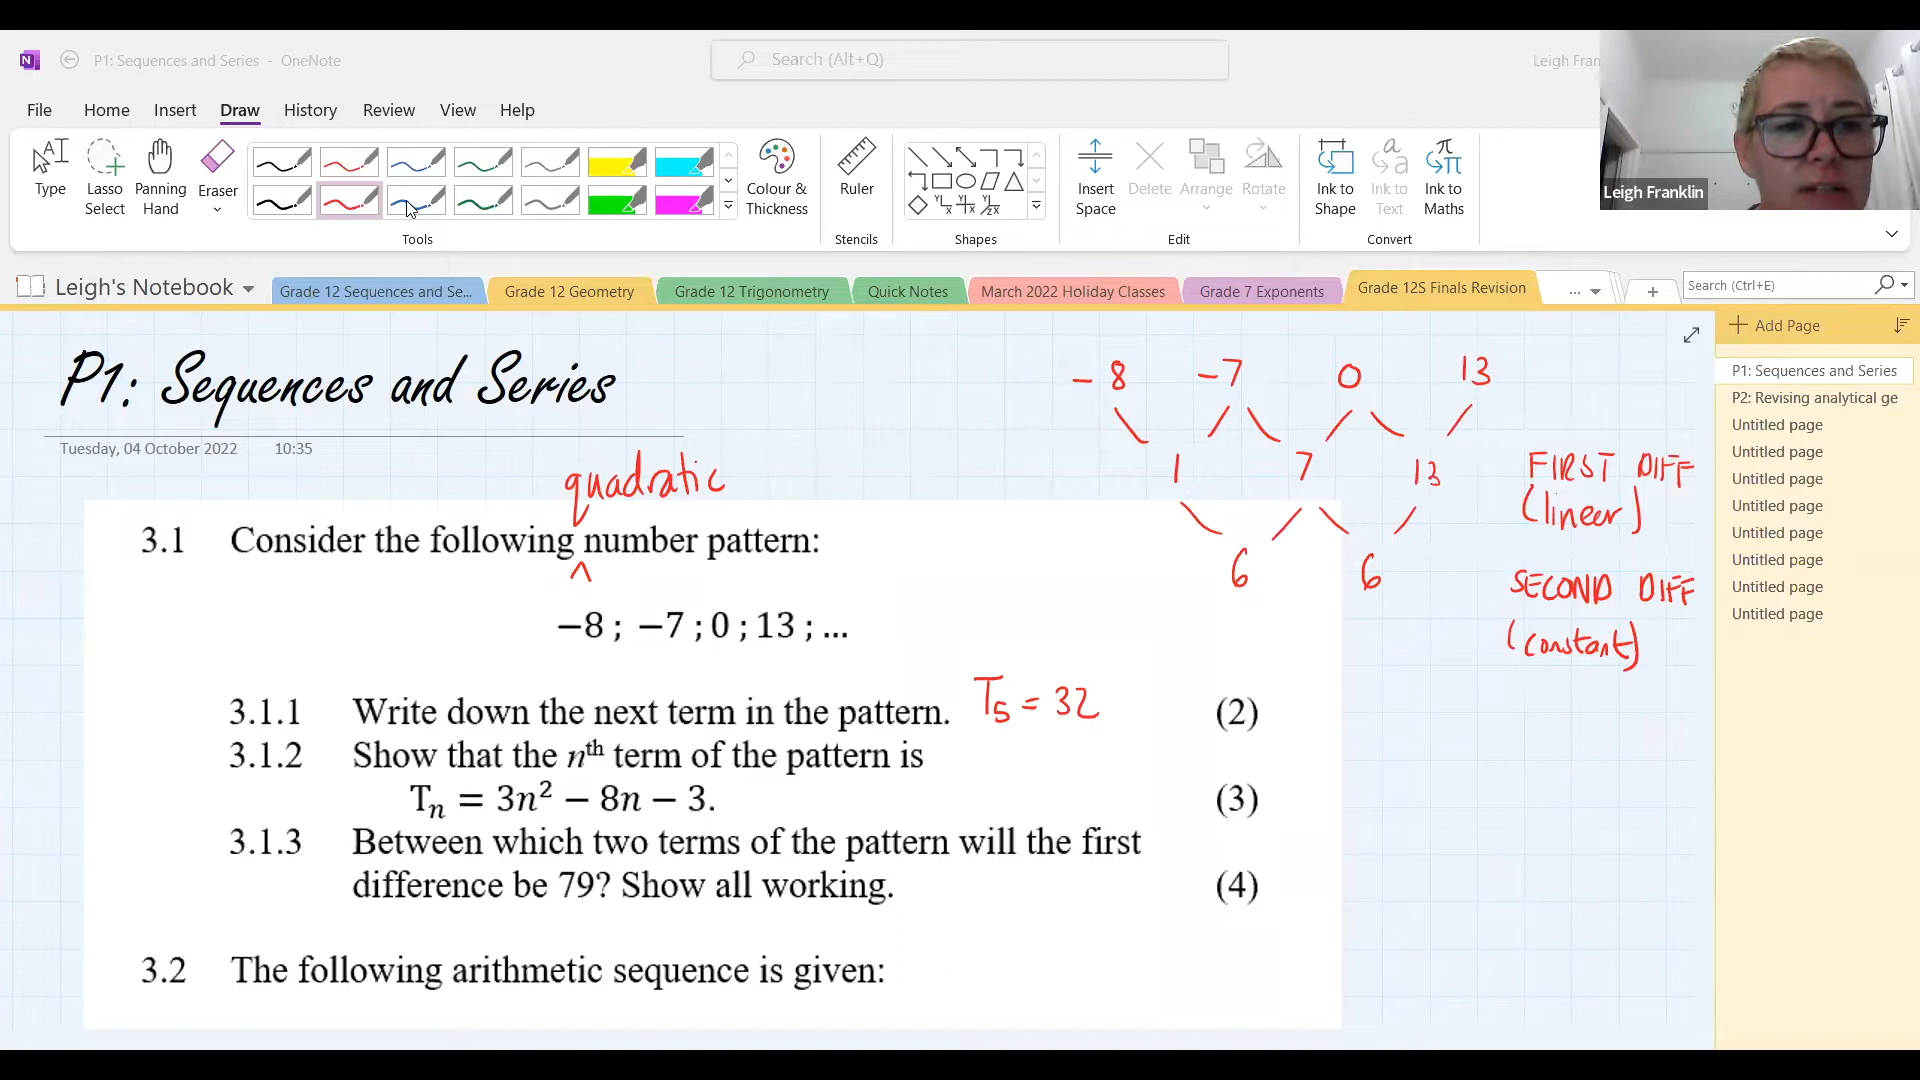 P1: Sequences and Series - OneNote
Search (Alt+Q)
Leigh Fran
File Home Insert Draw History Review View Help
Type
Lasso Select
Panning Hand
Eraser
Colour & Thickness
Ruler
Insert Space
Delete
Arrange
Rotate
Ink to Shape
Ink to Text
Ink to Maths
Leigh Franklin
Tools Stencils Shapes Edit Convert
Leigh's Notebook
Grade 12 Sequences and Se...
Grade 12 Geometry
Grade 12 Trigonometry
Quick Notes
March 2022 Holiday Classes
Grade 7 Exponents
Grade 12S Finals Revision
...
Search (Ctrl+E)
Add Page
P1: Sequences and Series
P2: Revising analytical ge
Untitled page
Untitled page
Untitled page
Untitled page
Untitled page
Untitled page
Untitled page
Untitled page
P1: Sequences and Series
Tuesday, 04 October 2022 10:35
-8 -7 0 13
1 7 13 FIRST DIFF
(linear)
6 6 SECOND DIFF
(constant)
quadratic
3.1 Consider the following ^ number pattern:
−8 ; −7 ; 0 ; 13 ; ...
3.1.1 Write down the next term in the pattern. T5 = 32 (2)
3.1.2 Show that the nth term of the pattern is
Tn = 3n² − 8n − 3. (3)
3.1.3 Between which two terms of the pattern will the first
difference be 79? Show all working. (4)
3.2 The following arithmetic sequence is given: